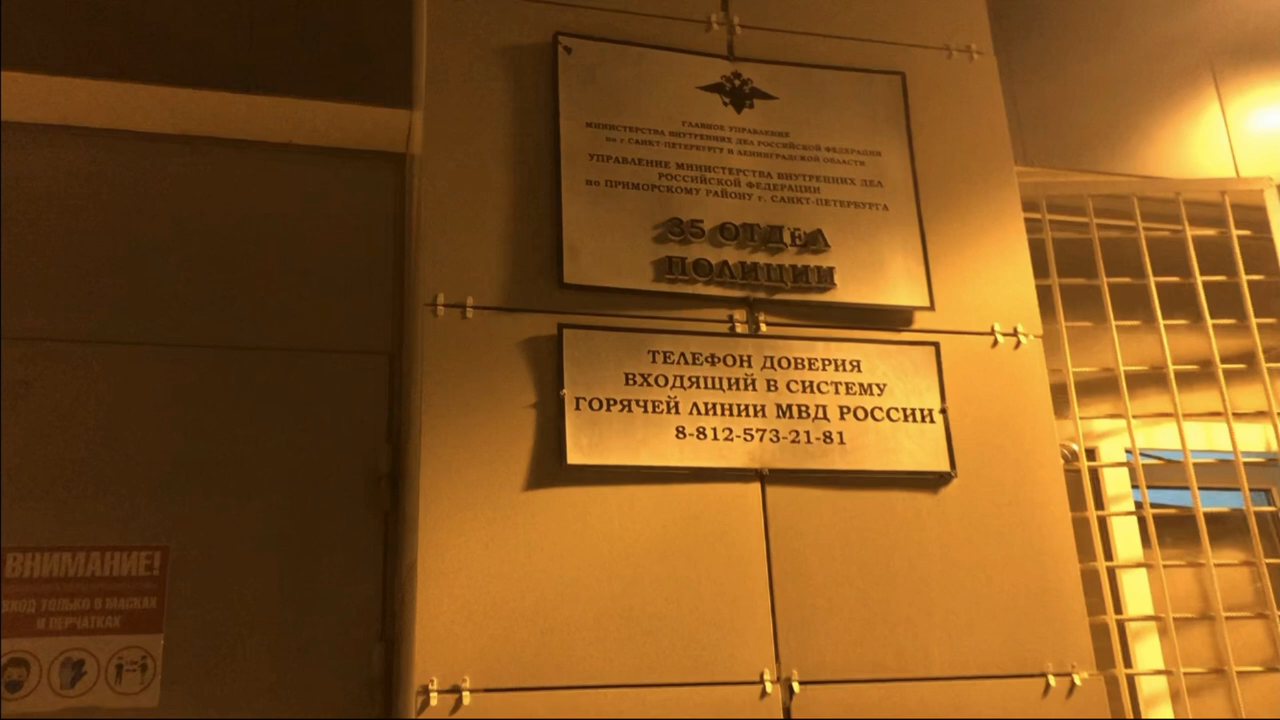 ГЛАВНОЕ УПРАВЛЕНИЕ
МИНИСТЕРСТВА ВНУТРЕННИХ ДЕЛ РОССИЙСКОЙ ФЕДЕРАЦИИ
по г. САНКТ-ПЕТЕРБУРГУ И ЛЕНИНГРАДСКОЙ ОБЛАСТИ
УПРАВЛЕНИЕ МИНИСТЕРСТВА ВНУТРЕННИХ ДЕЛ
РОССИЙСКОЙ ФЕДЕРАЦИИ
по ПРИМОРСКОМУ РАЙОНУ г. САНКТ-ПЕТЕРБУРГА
35 ОТДЕЛ
ПОЛИЦИИ
ТЕЛЕФОН ДОВЕРИЯ
ВХОДЯЩИЙ В СИСТЕМУ
ГОРЯЧЕЙ ЛИНИИ МВД РОССИИ
8-812-573-21-81
ВНИМАНИЕ!
ВХОД ТОЛЬКО В МАСКАХ
И ПЕРЧАТКАХ